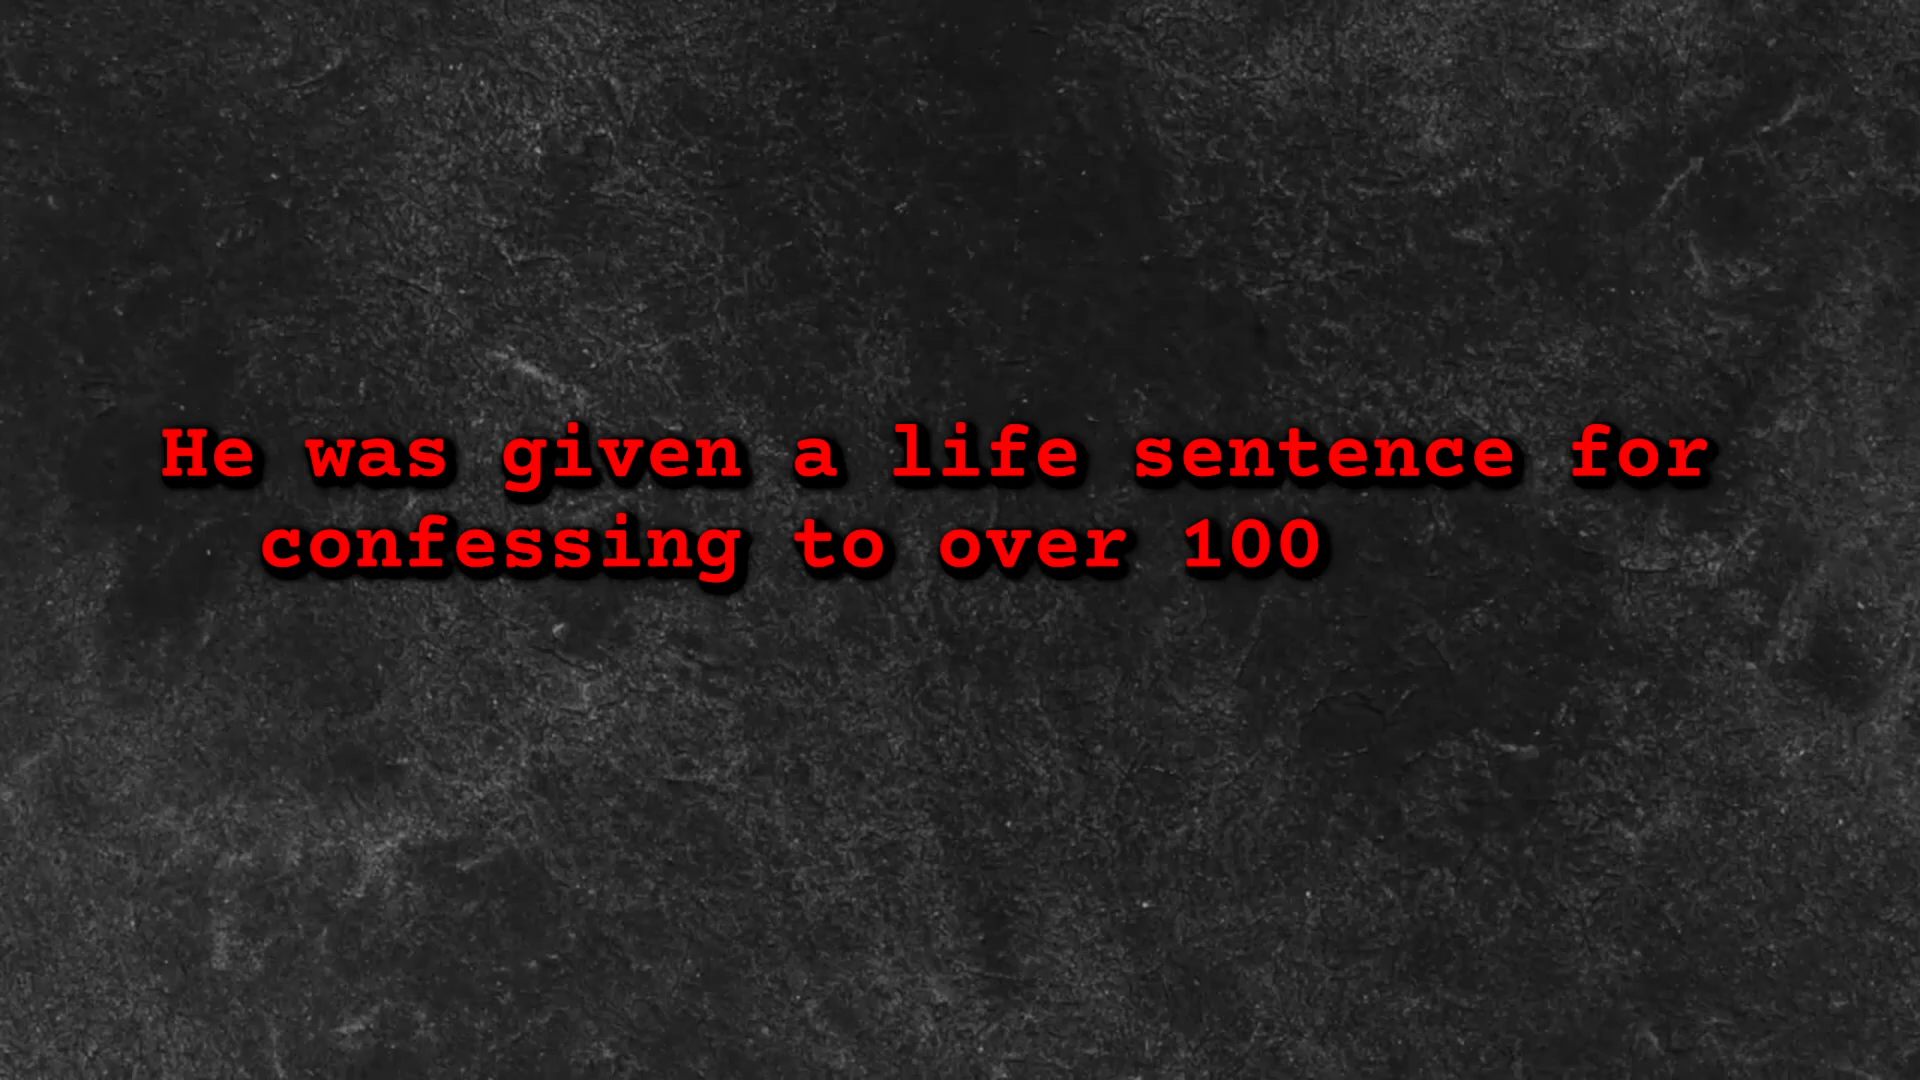 He was given a life sentence for
confessing to over 100